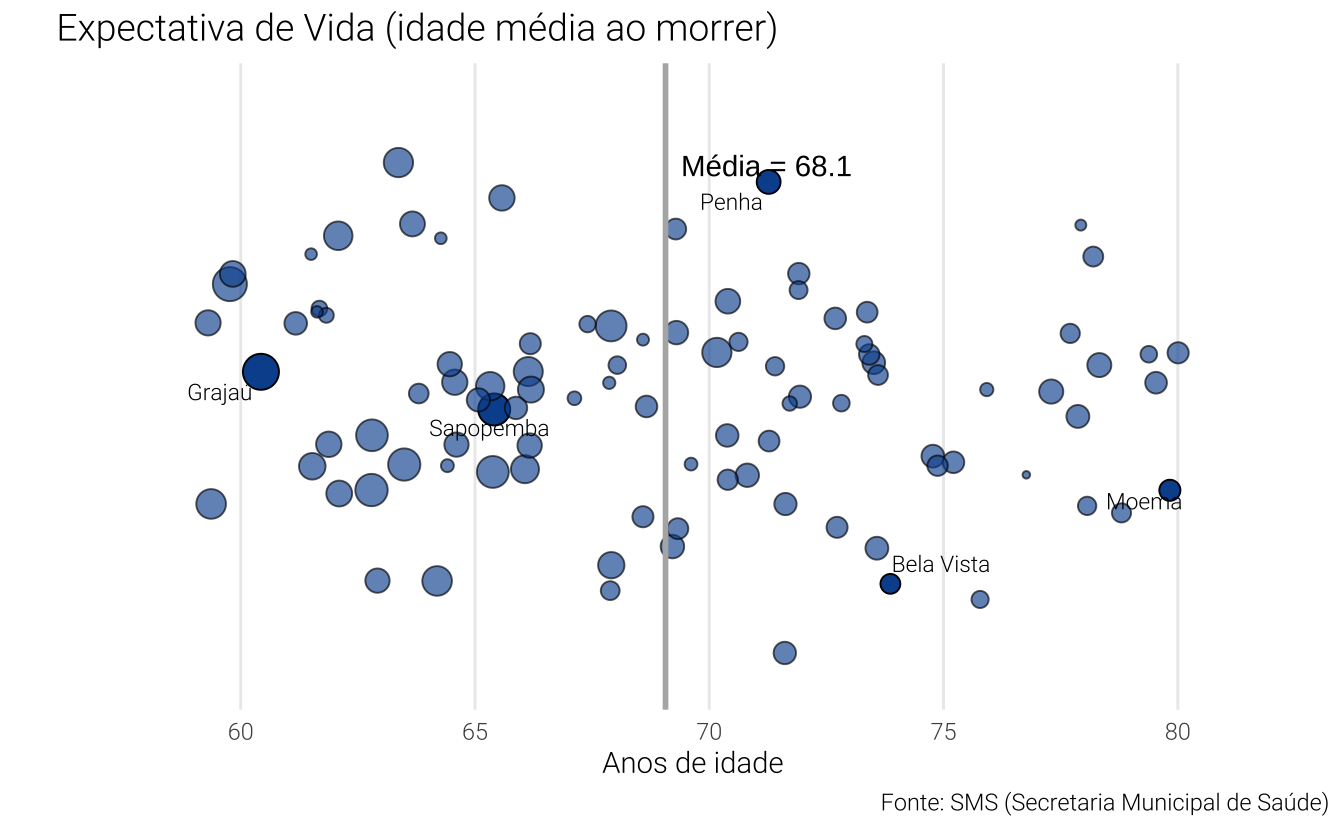 Expectativa de Vida (idade média ao morrer)
Média = 68.1
Penha
Grajaú
Sapopemba
Moema
Bela Vista
60 65 70 75 80
Anos de idade
Fonte: SMS (Secretaria Municipal de Saúde)